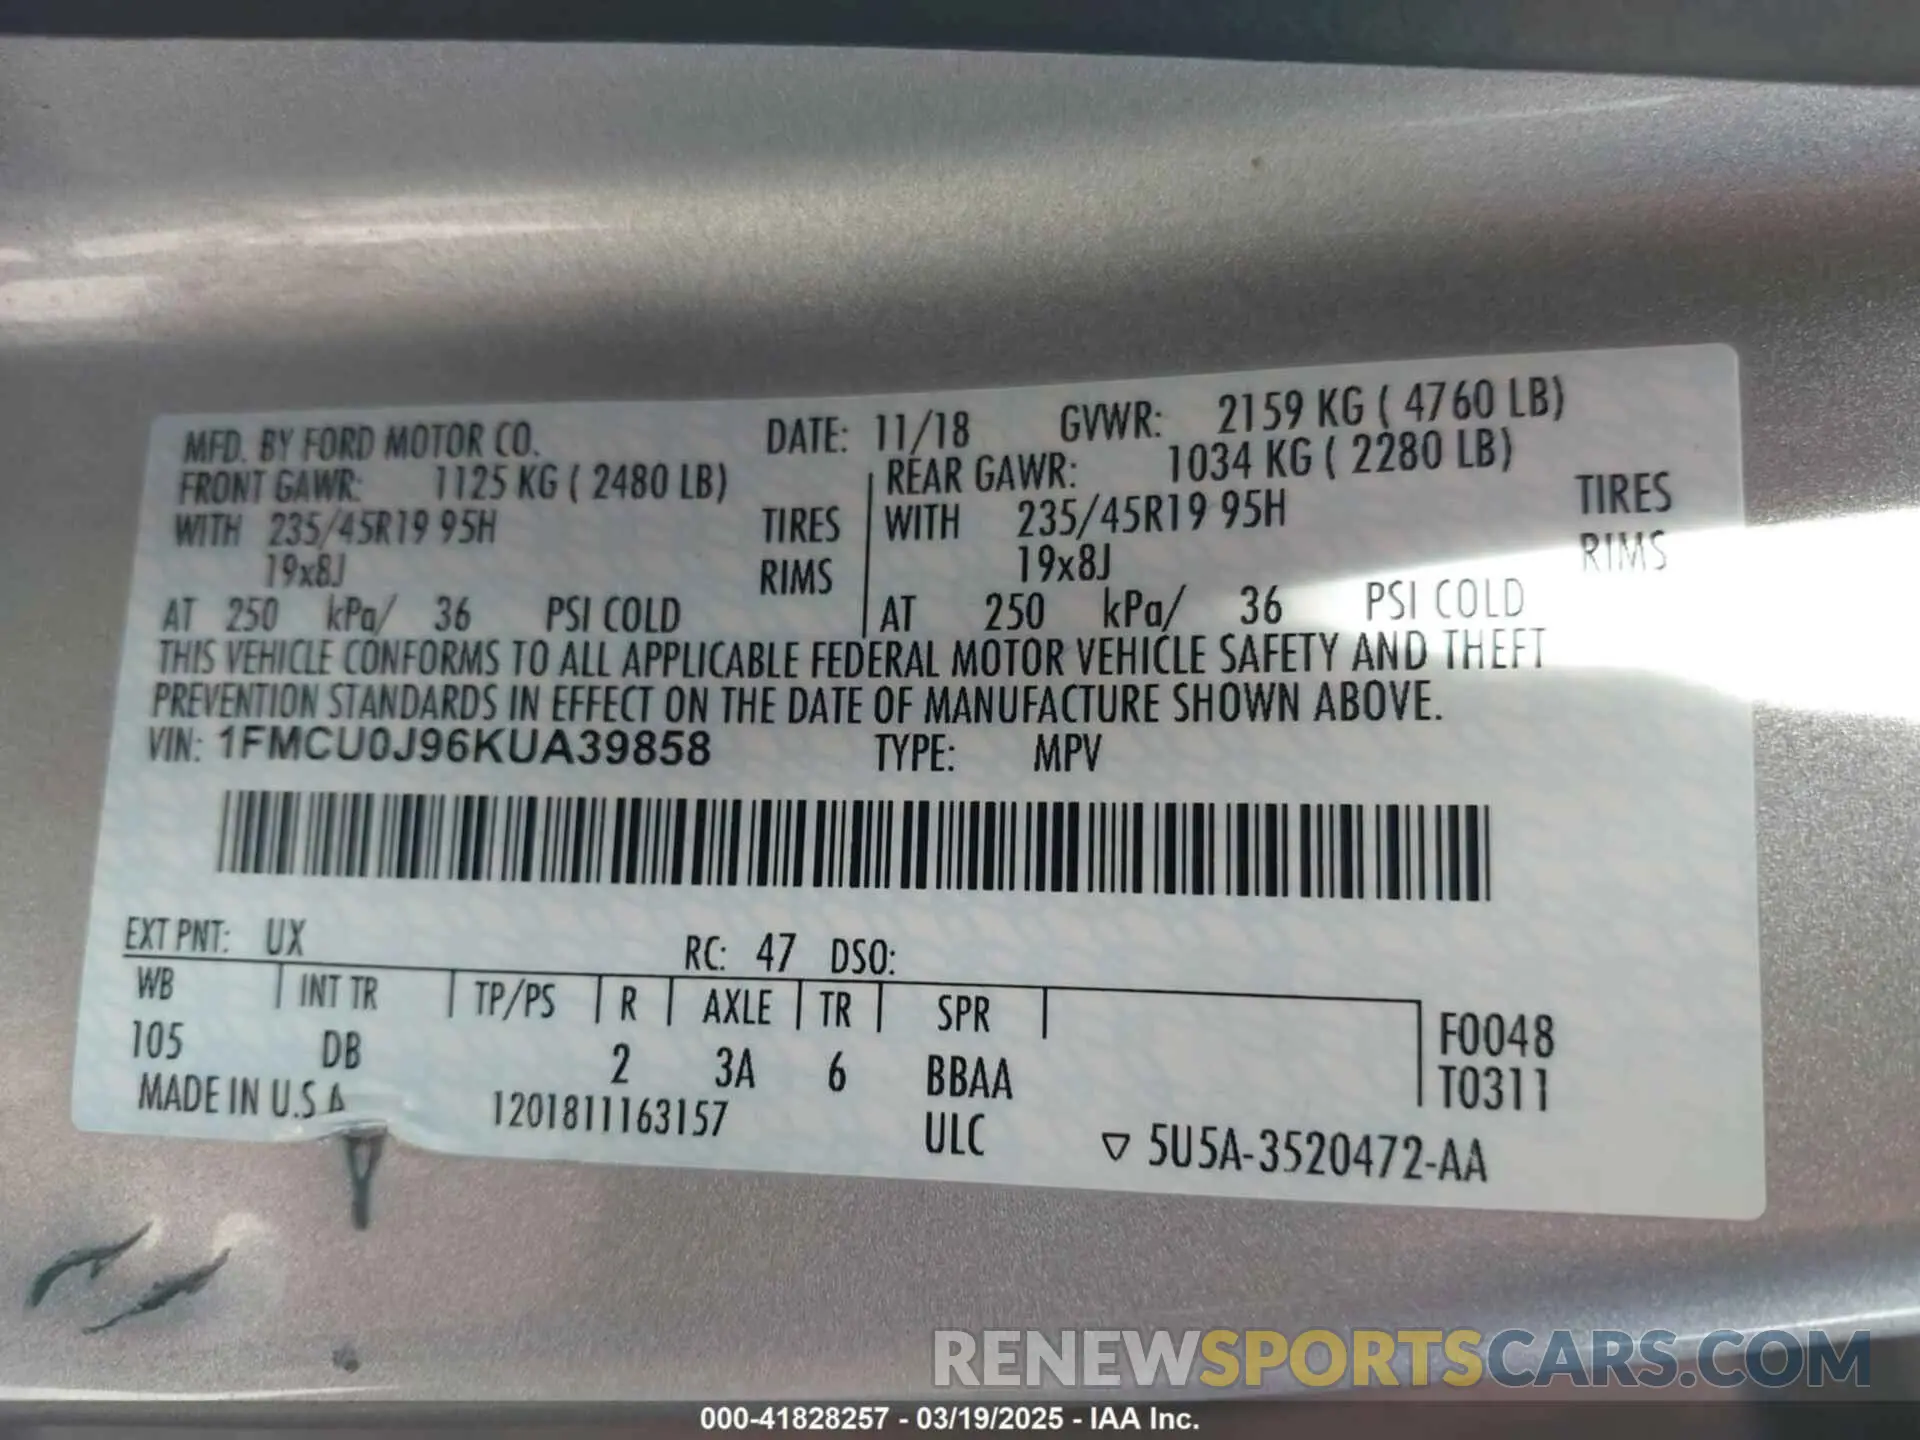 MFD. BY FORD MOTOR CO. DATE: 11/18 GVWR: 2159 KG ( 4760 LB)
FRONT GAWR: 1125 KG ( 2480 LB) REAR GAWR: 1034 KG ( 2280 LB)
WITH 235/45R19 95H TIRES WITH 235/45R19 95H TIRES
19x8J RIMS 19x8J RIMS
AT 250 kPa/ 36 PSI COLD AT 250 kPa/ 36 PSI COLD
THIS VEHICLE CONFORMS TO ALL APPLICABLE FEDERAL MOTOR VEHICLE SAFETY AND THEFT
PREVENTION STANDARDS IN EFFECT ON THE DATE OF MANUFACTURE SHOWN ABOVE.
VIN: 1FMCU0J96KUA39858 TYPE: MPV
EXT PNT: UX RC: 47 DSO:
WB INT TR TP/PS R AXLE TR SPR F0048
105 DB 2 3A 6 BBAA T0311
MADE IN U.S.A 1201811163157 ULC ▽ 5U5A-3520472-AA
RENEWSPORTSCARS.COM
000-41828257 - 03/19/2025 - IAA Inc.